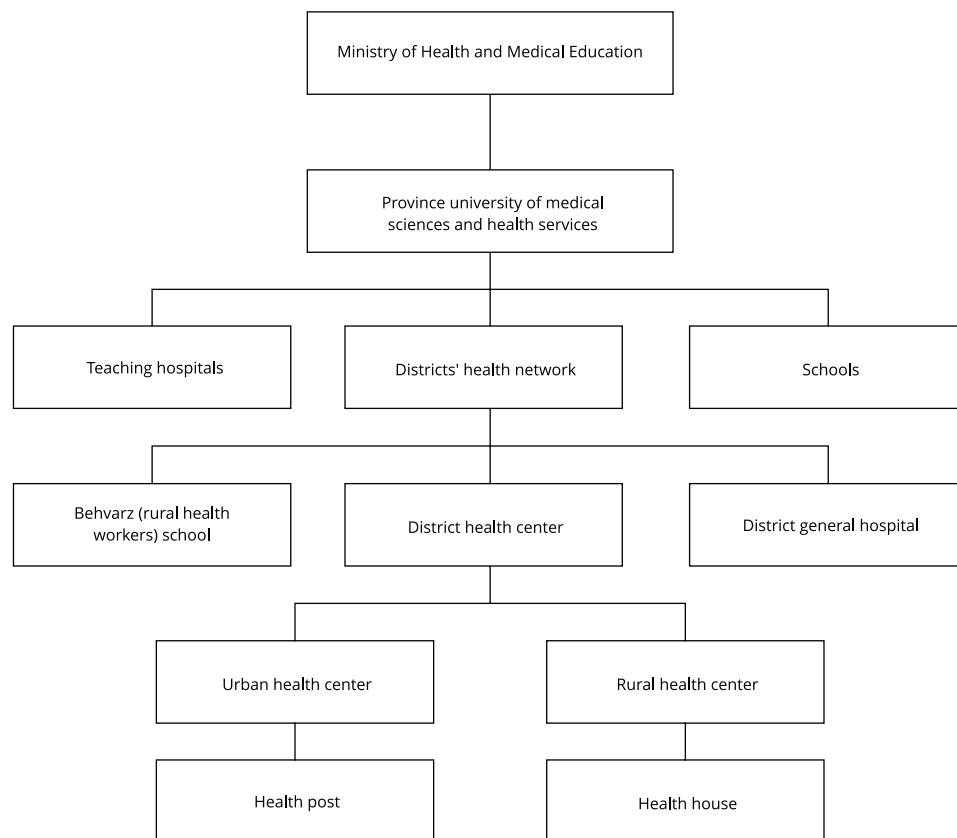 Ministry of Health and Medical Education
Province university of medical
sciences and health services
Teaching hospitals
Districts' health network
Schools
Behvarz (rural health
workers) school
District health center
District general hospital
Urban health center
Rural health center
Health post
Health house